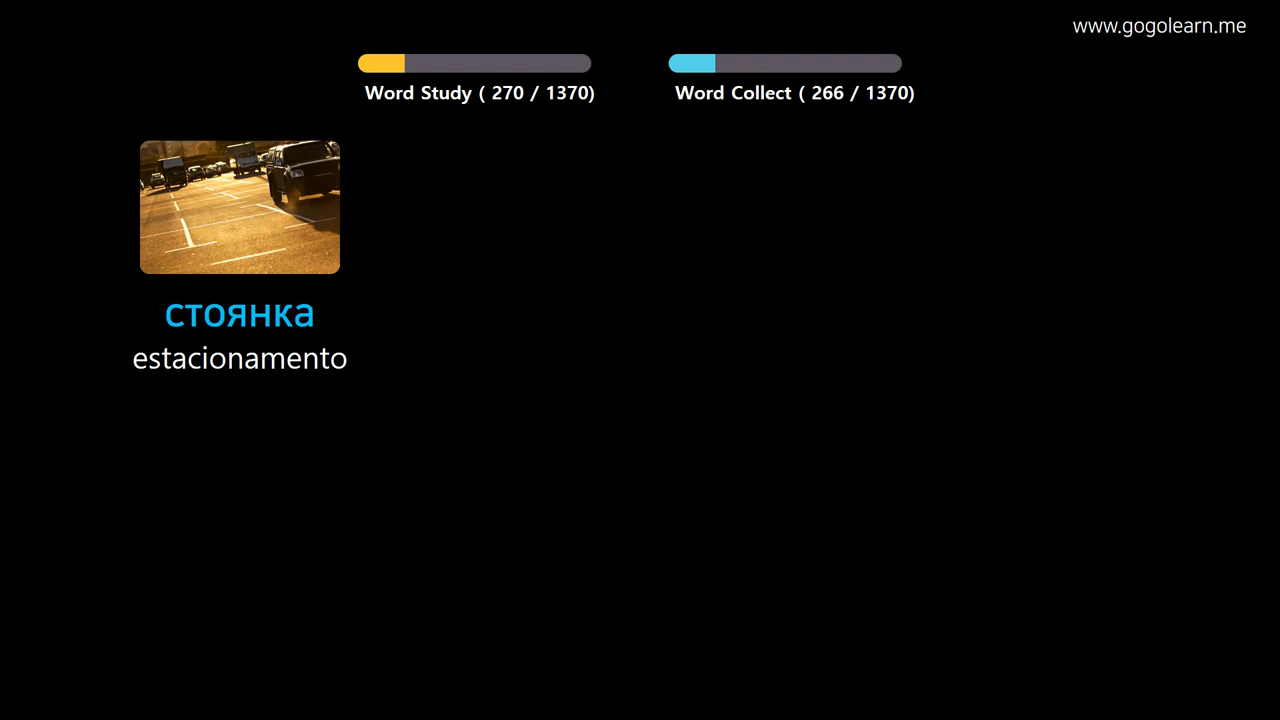 www.gogolearn.me
Word Study ( 270 / 1370)
Word Collect ( 266 / 1370)
стоянка
estacionamento